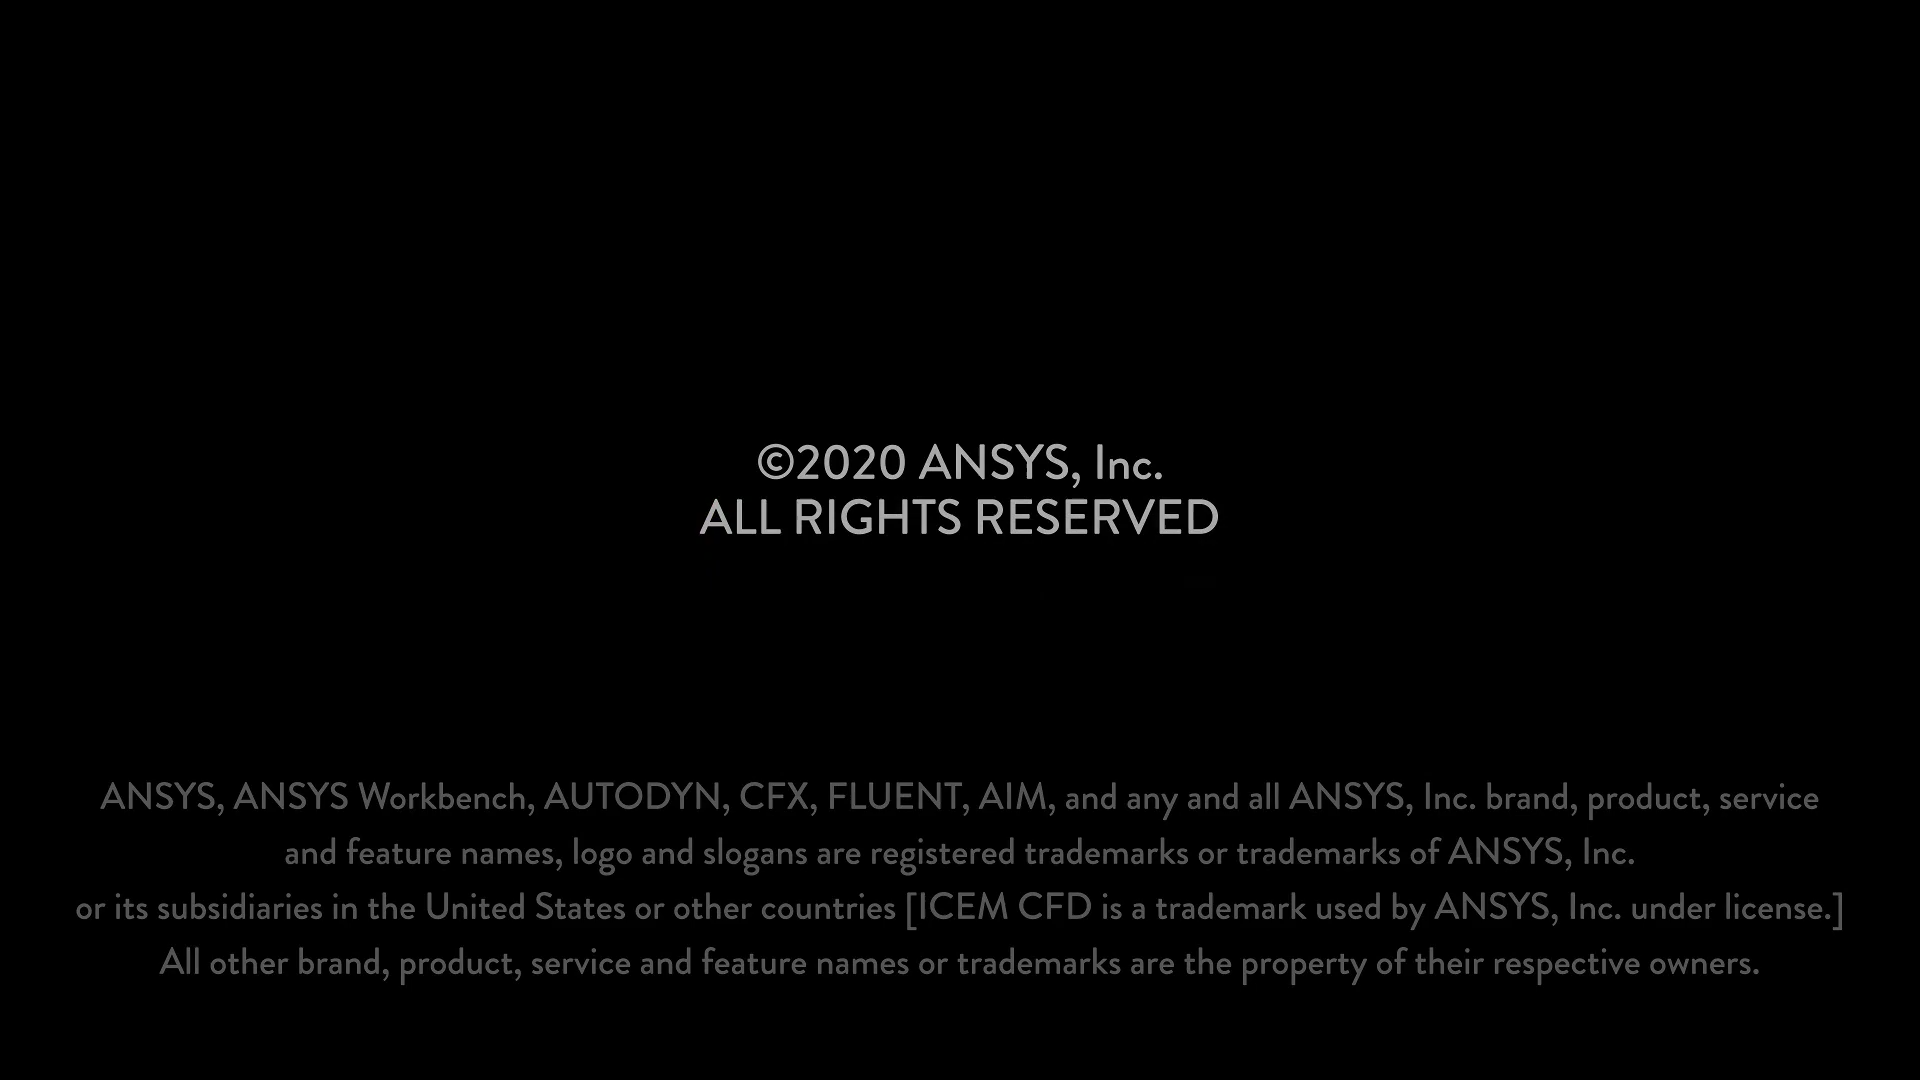 ©2020 ANSYS, Inc.
ALL RIGHTS RESERVED
ANSYS, ANSYS Workbench, AUTODYN, CFX, FLUENT, AIM, and any and all ANSYS, Inc. brand, product, service
and feature names, logo and slogans are registered trademarks or trademarks of ANSYS, Inc.
or its subsidiaries in the United States or other countries [ICEM CFD is a trademark used by ANSYS, Inc. under license.]
All other brand, product, service and feature names or trademarks are the property of their respective owners.